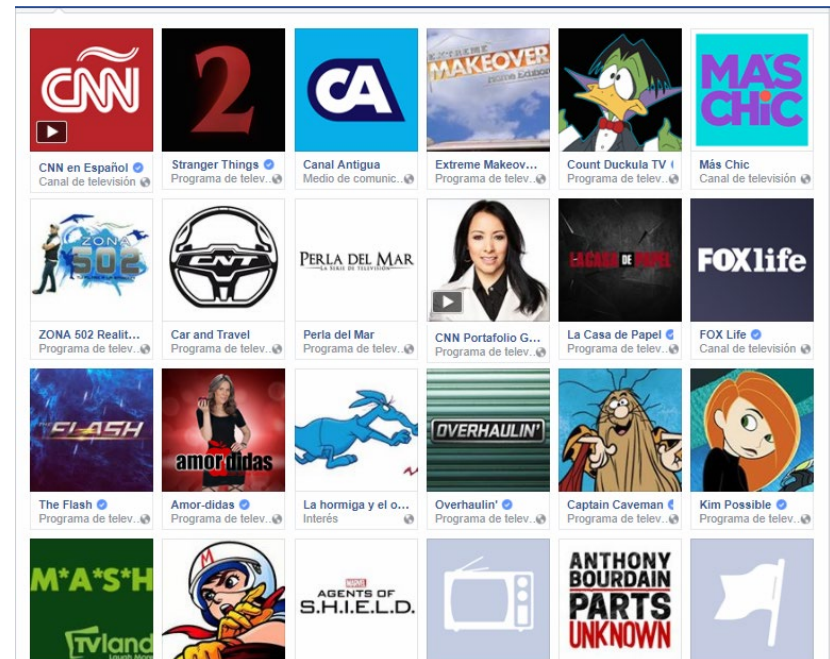 CNN
2
CA
EXTREME
MAKEOVER
Home Edition
MÁS
CHIC
CNN en Español
Stranger Things
Canal Antigua
Extreme Makeov...
Count Duckula TV
Más Chic
Canal de televisión
Programa de telev...
Medio de comunic...
Programa de telev...
Programa de telev...
Canal de televisión
ZONA
502
CNT
PERLA DEL MAR
LA SERIE DE TELEVISIÓN
LA CASA DE PAPEL
FOXlife
ZONA 502 Realit...
Car and Travel
Perla del Mar
CNN Portafolio G...
La Casa de Papel
FOX Life
Programa de telev...
Programa de telev...
Programa de telev...
Programa de telev...
Programa de telev...
Canal de televisión
FLASH
amor didas
OVERHAULIN'
The Flash
Amor-didas
La hormiga y el o...
Overhaulin'
Captain Caveman
Kim Possible
Programa de telev...
Programa de telev...
Interés
Programa de telev...
Programa de telev...
Programa de telev...
M*A*S*H
tvland
M
MARVEL
AGENTS OF
S.H.I.E.L.D.
ANTHONY
BOURDAIN
PARTS
UNKNOWN